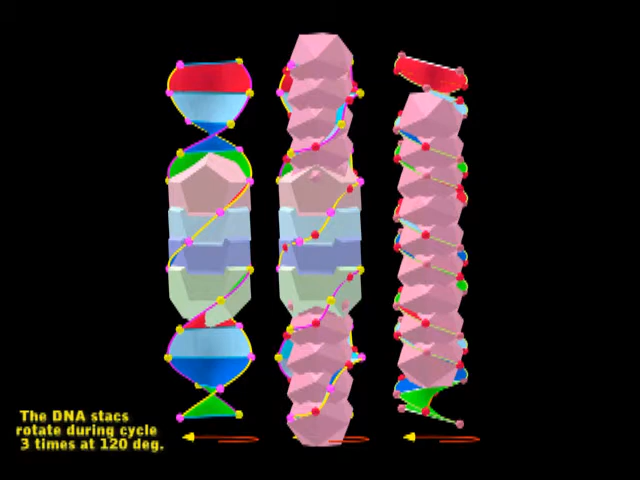 The DNA stacs
rotate during cycle
3 times at 120 deg.